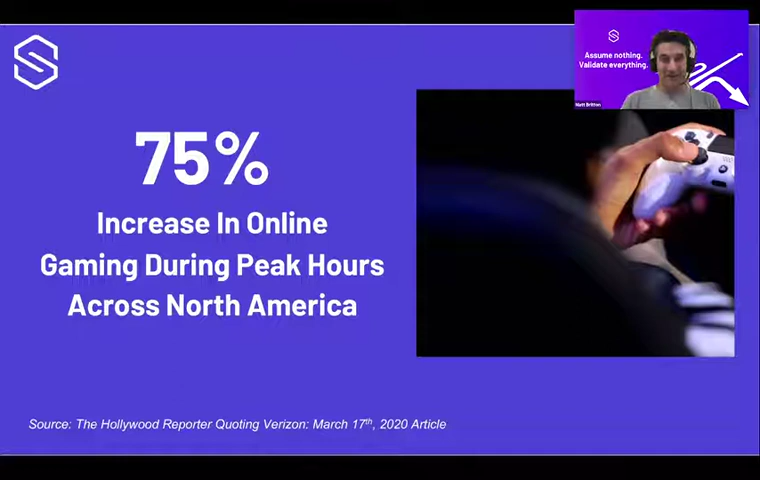 Assume nothing.
Validate everything.
Matt Britton
75%
Increase In Online
Gaming During Peak Hours
Across North America
Source: The Hollywood Reporter Quoting Verizon: March 17th, 2020 Article